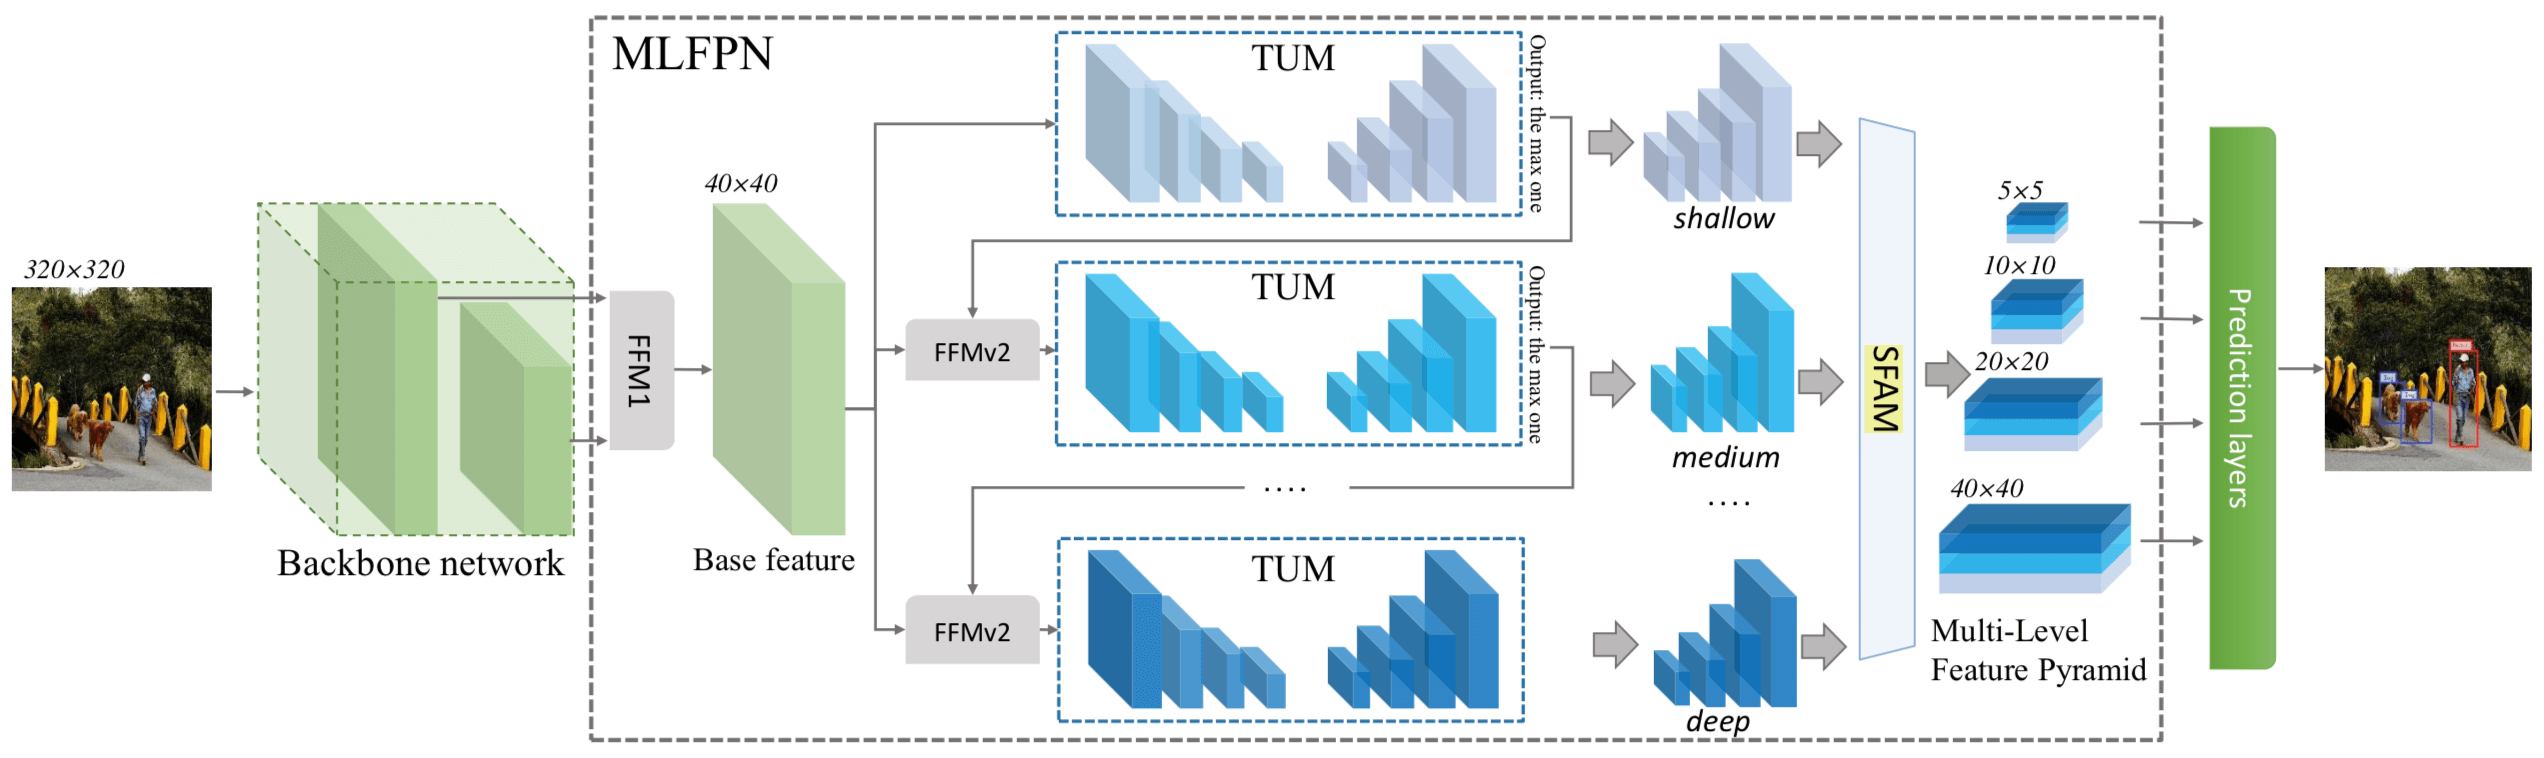 MLFPN
320×320
Backbone network
FFM1
40×40
Base feature
TUM
Output: the max one
shallow
FFMv2
TUM
Output: the max one
medium
....
....
FFMv2
TUM
deep
SFAM
5×5
10×10
20×20
40×40
Multi-Level
Feature Pyramid
Prediction layers